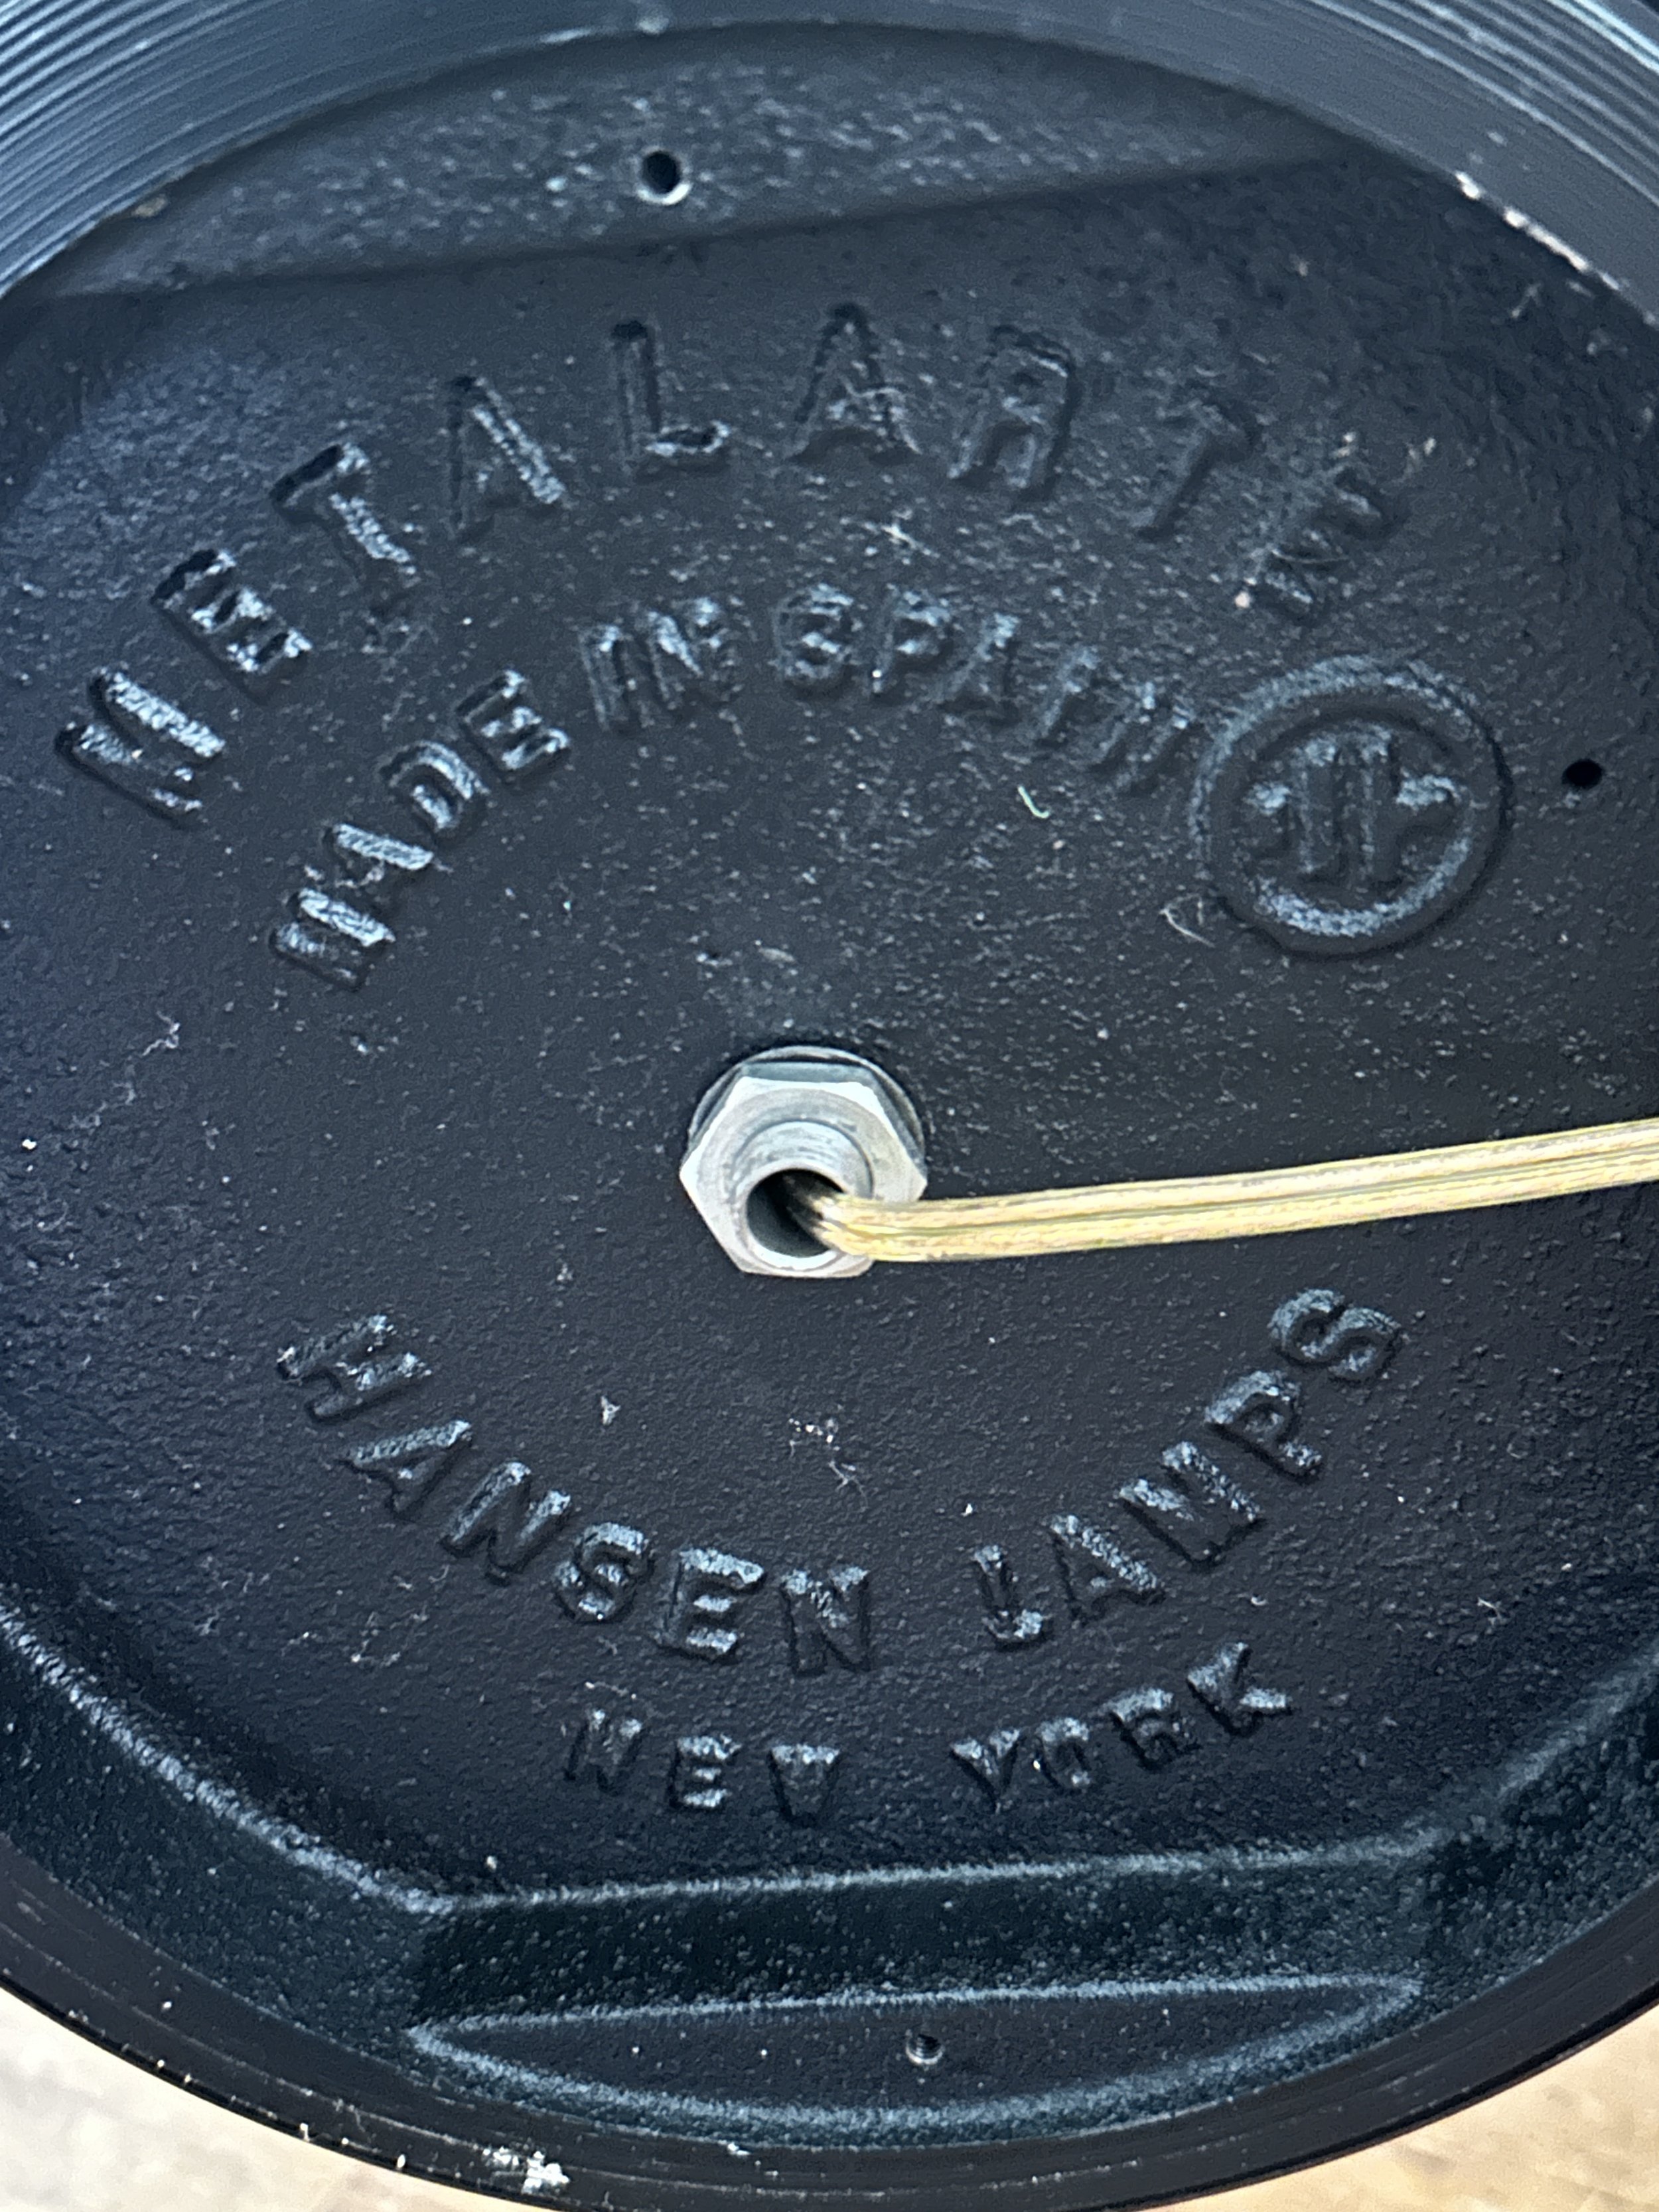 METALARTE
MADE IN SPAIN
HANSEN LAMPS
NEW YORK